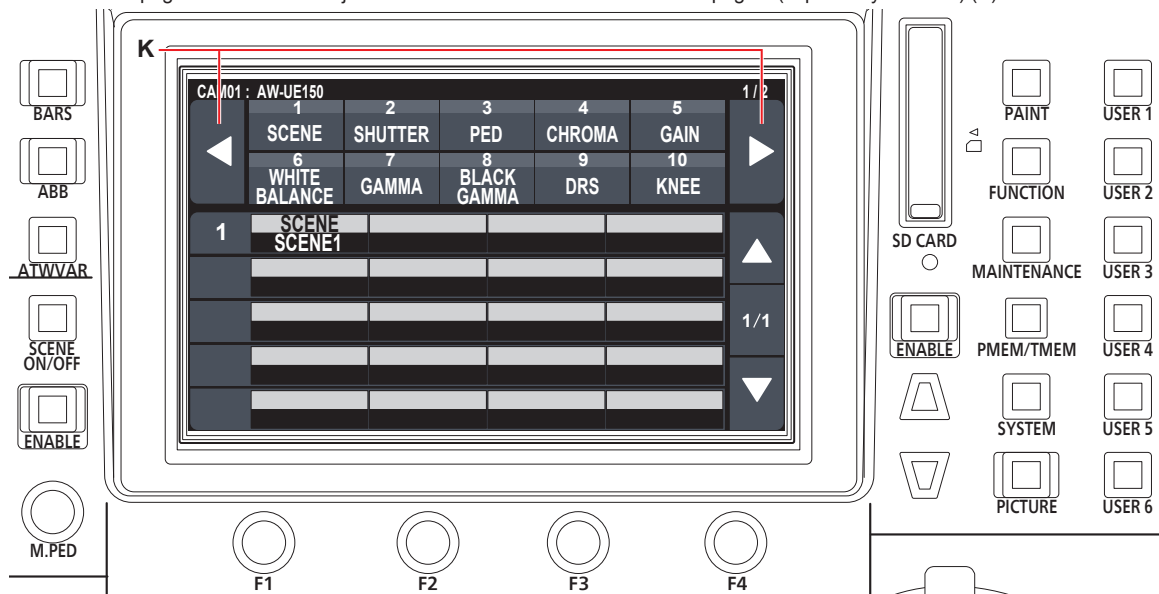 K
CAM01 : AW-UE150 1 / 2
1 2 3 4 5
SCENE SHUTTER PED CHROMA GAIN
6 7 8 9 10
WHITE BALANCE GAMMA BLACK GAMMA DRS KNEE
1 SCENE
SCENE1
1/1
BARS
ABB
ATWVAR
SCENE
ON/OFF
ENABLE
M.PED
F1 F2 F3 F4
SD CARD
ENABLE
PAINT
FUNCTION
MAINTENANCE
PMEM/TMEM
SYSTEM
PICTURE
USER 1
USER 2
USER 3
USER 4
USER 5
USER 6